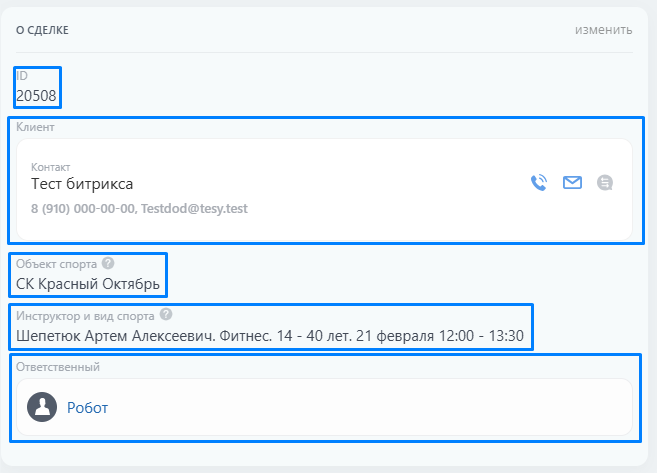 О СДЕЛКЕ
изменить
ID
20508
Клиент
Контакт
Тест битрикса
8 (910) 000-00-00, Testdod@tesy.test
Объект спорта ?
СК Красный Октябрь
Инструктор и вид спорта ?
Шепетюк Артем Алексеевич. Фитнес. 14 - 40 лет. 21 февраля 12:00 - 13:30
Ответственный
Робот